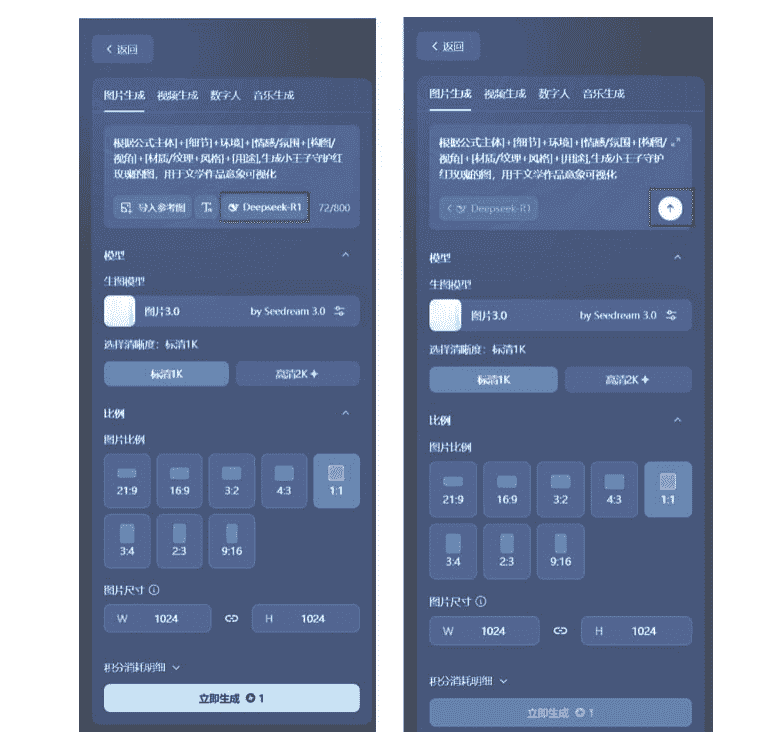 返回
图片生成 视频生成 数字人 音乐生成
根据公式主体]+[细节]+环境]+[情感/氛围+[构图/
视角]+[材质/纹理+风格]+[用途],生成小王子守护红
玫瑰的图，用于文学作品意象可视化
导入参考图 T Deepseek-R1 72/800
模型
生图模型
图片3.0 by Seedream 3.0
选择清晰度：标清1K
标清1K 高清2K
比例
图片比例
21:9 16:9 3:2 4:3 1:1
3:4 2:3 9:16
图片尺寸
W 1024 H 1024
积分消耗明细
立即生成 1
返回
图片生成 视频生成 数字人 音乐生成
根据公式主体]+[细节]+环境]+[情感/氛围+[构图/
视角]+[材质/纹理+风格]+[用途],生成小王子守护
红玫瑰的图，用于文学作品意象可视化
Deepseek-R1
模型
生图模型
图片3.0 by Seedream 3.0
选择清晰度：标清1K
标清1K 高清2K
比例
图片比例
21:9 16:9 3:2 4:3 1:1
3:4 2:3 9:16
图片尺寸
W 1024 H 1024
积分消耗明细
立即生成 1